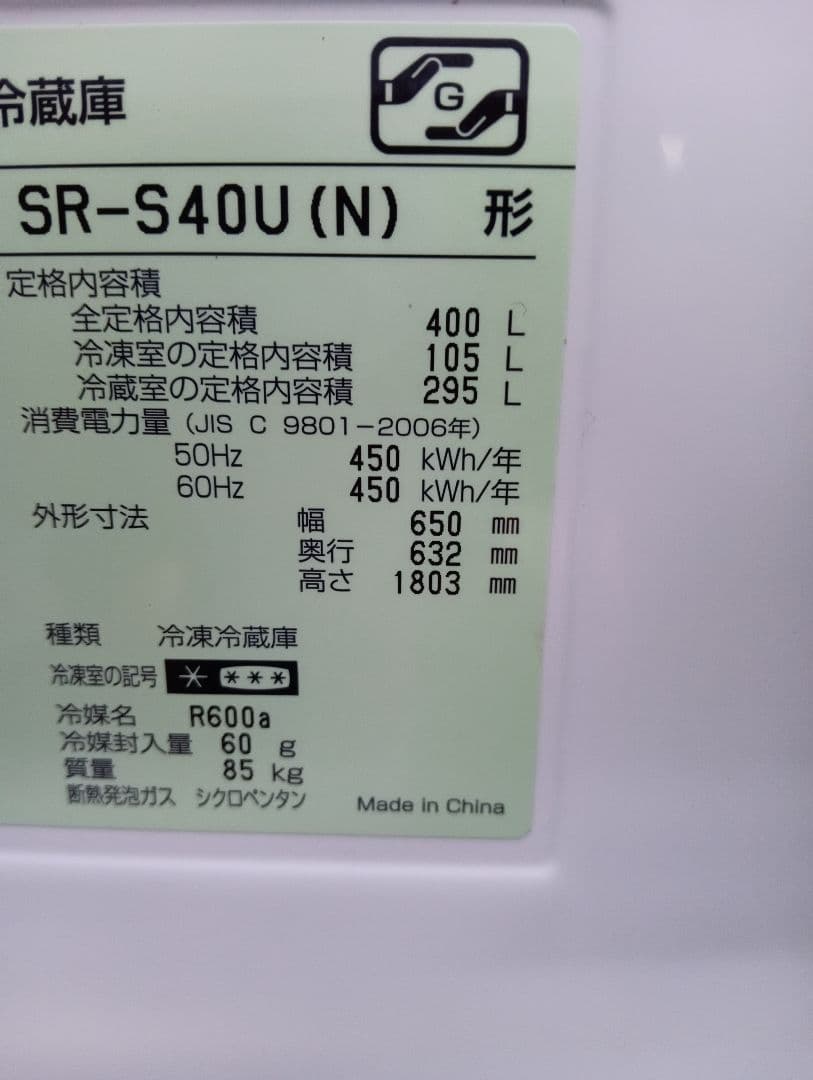 冷蔵庫
G
SR-S40U(N) 形
定格内容積
全定格内容積 400 L
冷凍室の定格内容積 105 L
冷蔵室の定格内容積 295 L
消費電力量(JIS C 9801-2006年)
50Hz 450 kWh/年
60Hz 450 kWh/年
外形寸法 幅 650 mm
奥行 632 mm
高さ 1803 mm
種類 冷凍冷蔵庫
冷凍室の記号 * ***
冷媒名 R600a
冷媒封入量 60 g
質量 85 kg
断熱発泡ガス シクロペンタン Made in China